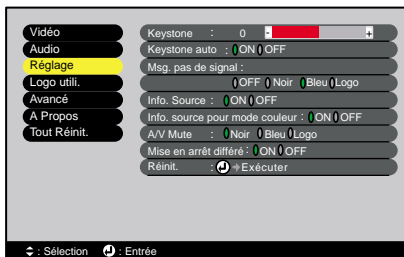 Vidéo
Audio
Réglage
Logo utili.
Avancé
A Propos
Tout Réinit.
Keystone : 0 - +
Keystone auto : ON OFF
Msg. pas de signal :
OFF Noir Bleu Logo
Info. Source : ON OFF
Info. source pour mode couleur : ON OFF
A/V Mute : Noir Bleu Logo
Mise en arrêt différé : ON OFF
Réinit. : Exécuter
: Sélection : Entrée